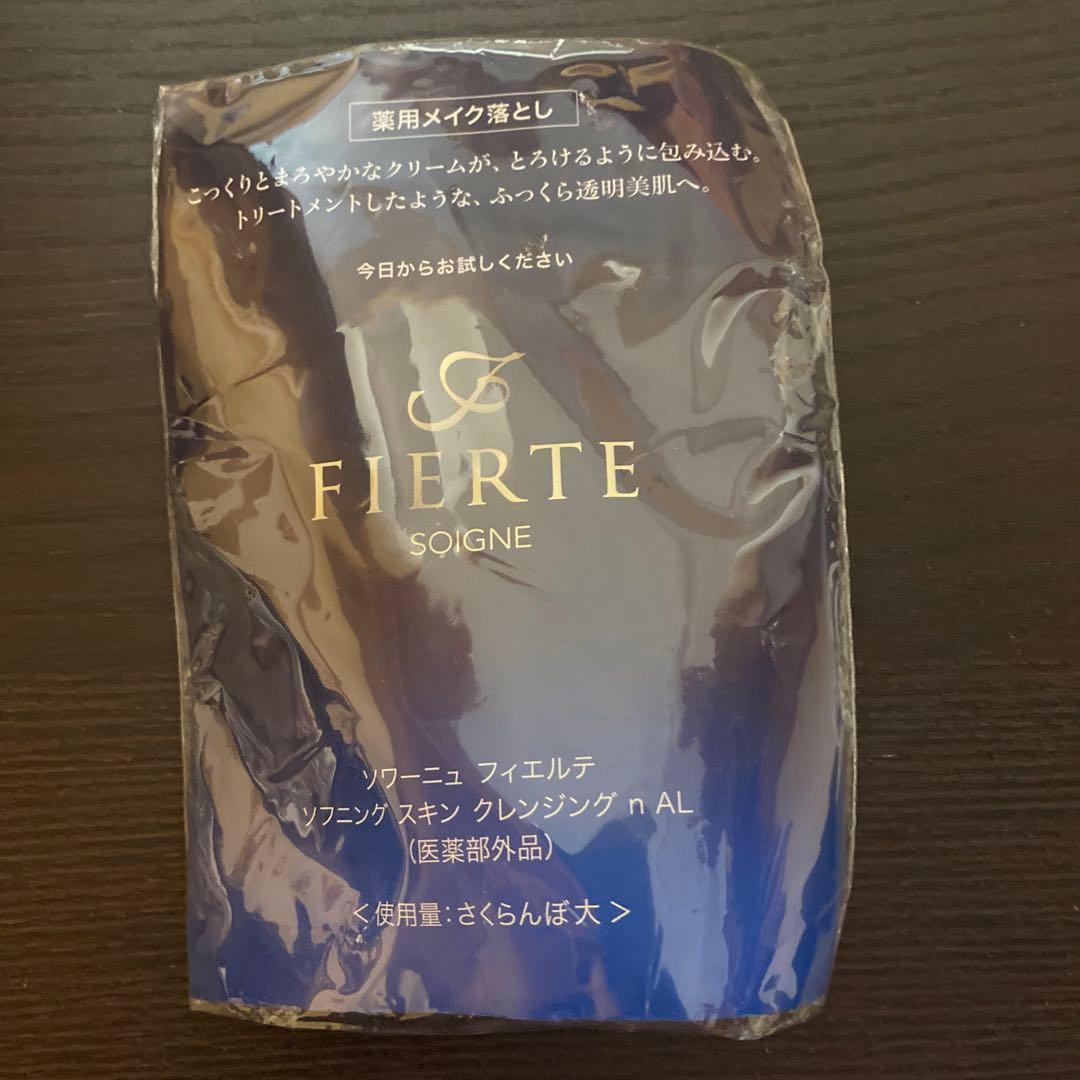 薬用メイク落とし
こっくりとまろやかなクリームが、とろけるように包み込む。
トリートメントしたような、ふっくら透明美肌へ。
今日からお試しください
FIERTE
SOIGNE
ソワーニュ フィエルテ
ソフニング スキン クレンジング n AL
（医薬部外品）
＜使用量：さくらんぼ大＞